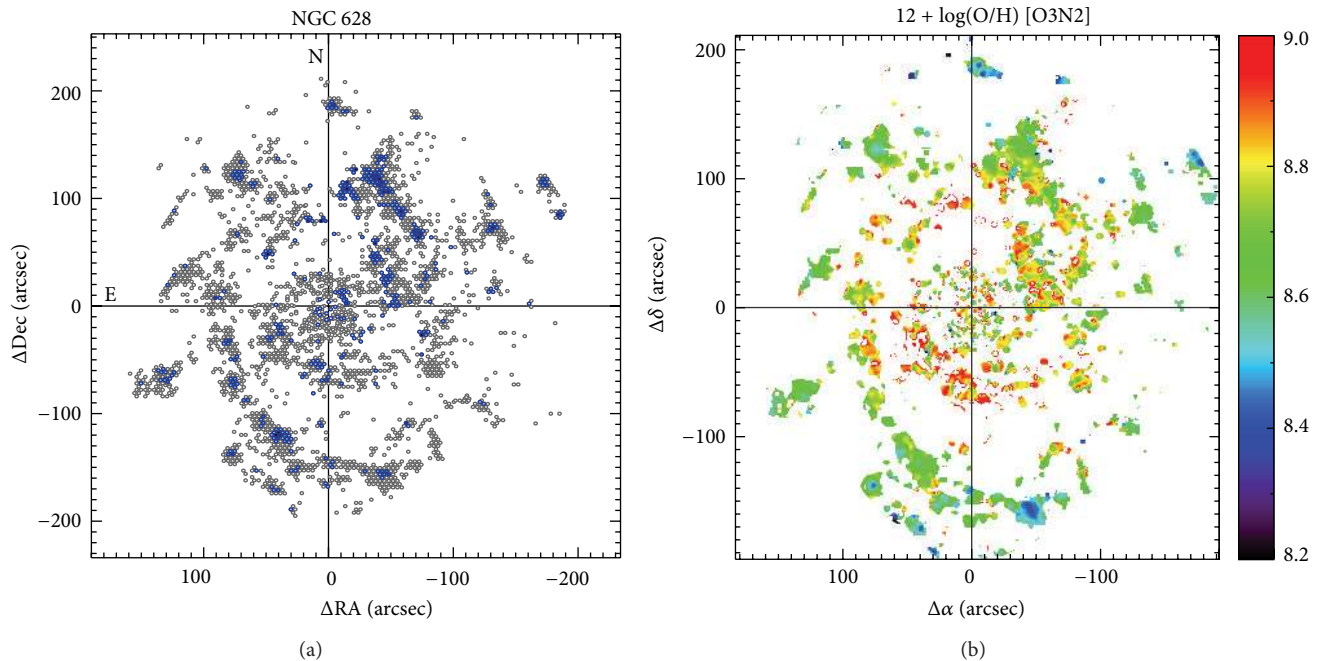 NGC 628
N
E
200
100
0
−100
−200
ΔDec (arcsec)
100
0
−100
−200
ΔRA (arcsec)
(a)
12 + log(O/H) [O3N2]
200
100
0
−100
Δδ (arcsec)
100
0
−100
Δα (arcsec)
9.0
8.8
8.6
8.4
8.2
(b)